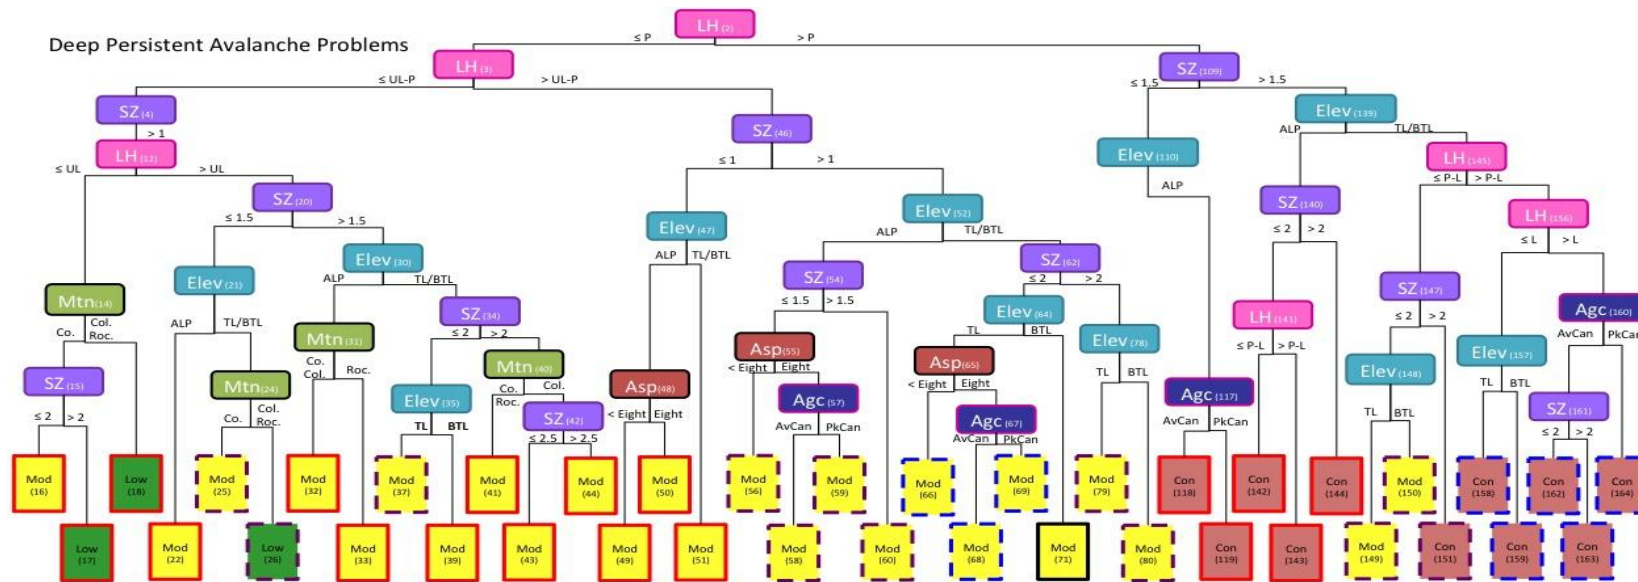 LH (2)
Deep Persistent Avalanche Problems
≤ P > P
LH (3) SZ (109)
≤ UL-P > UL-P ≤ 1.5 > 1.5
SZ (4) Elev (139)
> 1 SZ (46) ALP TL/BTL
LH (12) Elev (110) LH (145)
≤ UL > UL ≤ 1 > 1 ALP ≤ P-L > P-L
SZ (20) SZ (140) LH (156)
≤ 1.5 > 1.5 Elev (47) Elev (52) ≤ 2 > 2 ≤ L > L
Elev (30) ALP TL/BTL ALP TL/BTL
Elev (21) SZ (54) SZ (62) SZ (147)
ALP TL/BTL ≤ 1.5 > 1.5 ≤ 2 > 2
Mtn (14) SZ (34) Elev (64) LH (141) Agc (160)
Co. Col. Roc. ALP TL/BTL ≤ 2 > 2 TL BTL ≤ P-L > P-L ≤ 2 > 2 AvCan PkCan
Mtn (31) Asp (55) Elev (78) Elev (157)
Co. Col. Roc. < Eight Eight TL BTL TL BTL
SZ (15) Mtn (24) Mtn (40) Asp (48) Asp (65) Elev (148)
≤ 2 > 2 Co. Col. Roc. Co. Roc. Col. < Eight Eight < Eight Eight TL BTL
Elev (35) SZ (42) Agc (57) Agc (67) Agc (117) SZ (161)
TL BTL ≤ 2.5 > 2.5 AvCan PkCan AvCan PkCan AvCan PkCan ≤ 2 > 2
Mod (16) Low (18) Mod (25) Mod (32) Mod (37) Mod (41) Mod (44) Mod (50) Mod (56) Mod (59) Mod (66) Mod (69) Mod (79) Con (118) Con (142) Con (144) Mod (150) Con (158) Con (162) Con (164)
Low (17) Mod (22) Low (26) Mod (33) Mod (39) Mod (43) Mod (49) Mod (51) Mod (58) Mod (60) Mod (68) Mod (71) Mod (80) Con (119) Con (143) Mod (149) Con (151) Con (159) Con (163)